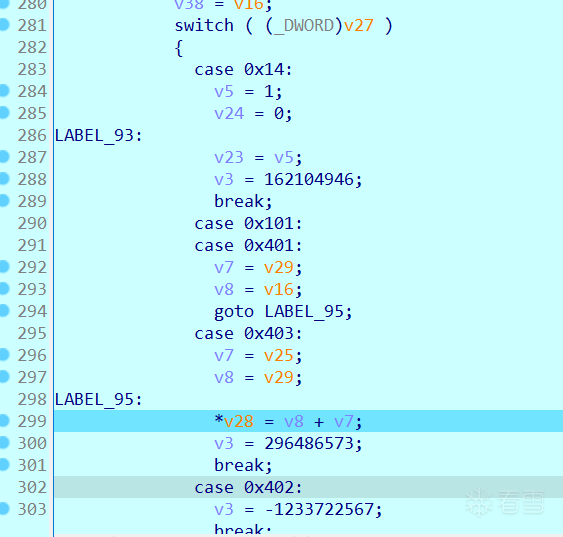 280 v38 = v16;
281 switch ( (_DWORD)v27 )
282 {
283 case 0x14:
284 v5 = 1;
285 v24 = 0;
286 LABEL_93:
287 v23 = v5;
288 v3 = 162104946;
289 break;
290 case 0x101:
291 case 0x401:
292 v7 = v29;
293 v8 = v16;
294 goto LABEL_95;
295 case 0x403:
296 v7 = v25;
297 v8 = v29;
298 LABEL_95:
299 *v28 = v8 + v7;
300 v3 = 296486573;
301 break;
302 case 0x402:
303 v3 = -1233722567;
break:
看雪